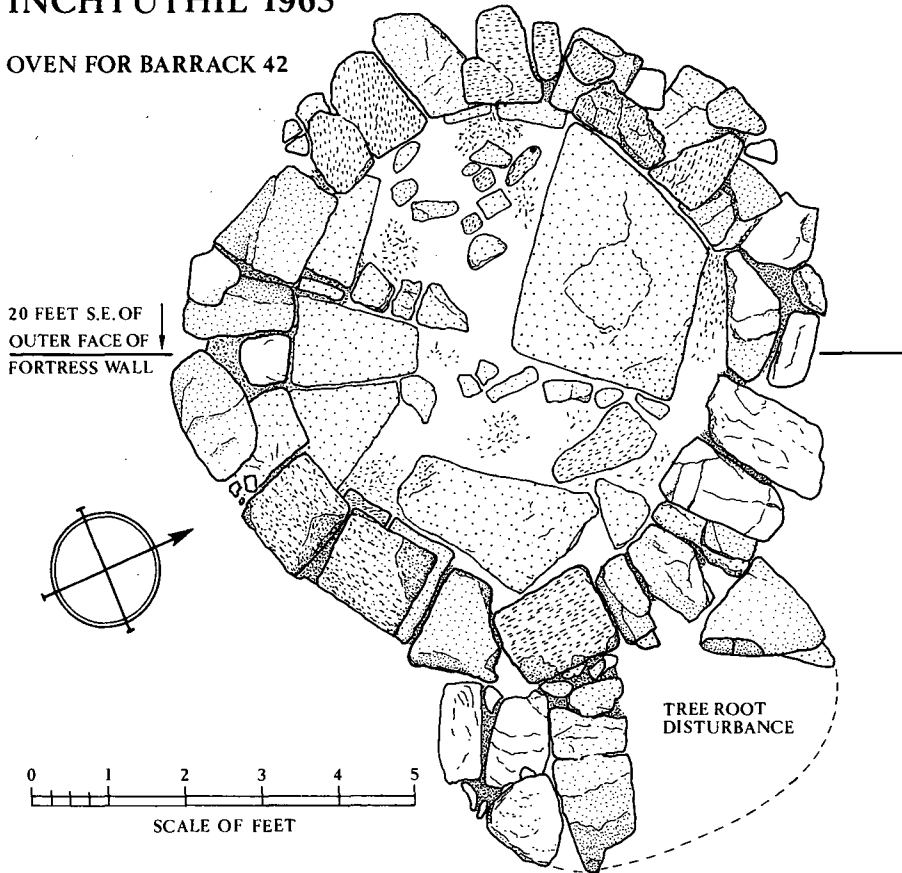 INCHTUTHIL 1965
OVEN FOR BARRACK 42
20 FEET S.E. OF
OUTER FACE OF
FORTRESS WALL
TREE ROOT
DISTURBANCE
0 1 2 3 4 5
SCALE OF FEET